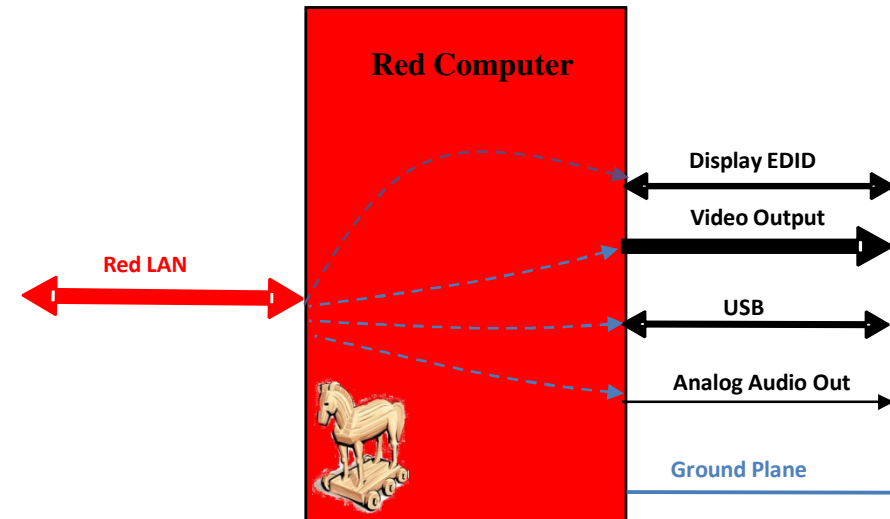 Red Computer
Display EDID
Video Output
Red LAN
USB
Analog Audio Out
Ground Plane